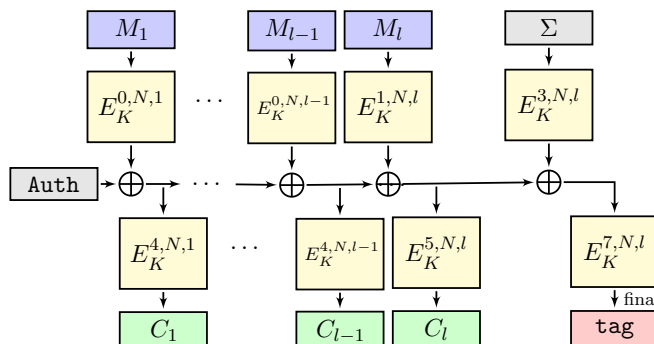 M_1 M_{l-1} M_l Σ
E_K^{0,N,1} ... E_K^{0,N,l-1} E_K^{1,N,l} E_K^{3,N,l}
Auth ⊕ ... ⊕ ⊕ ⊕
E_K^{4,N,1} ... E_K^{4,N,l-1} E_K^{5,N,l} E_K^{7,N,l}
fina
C_1 C_{l-1} C_l tag